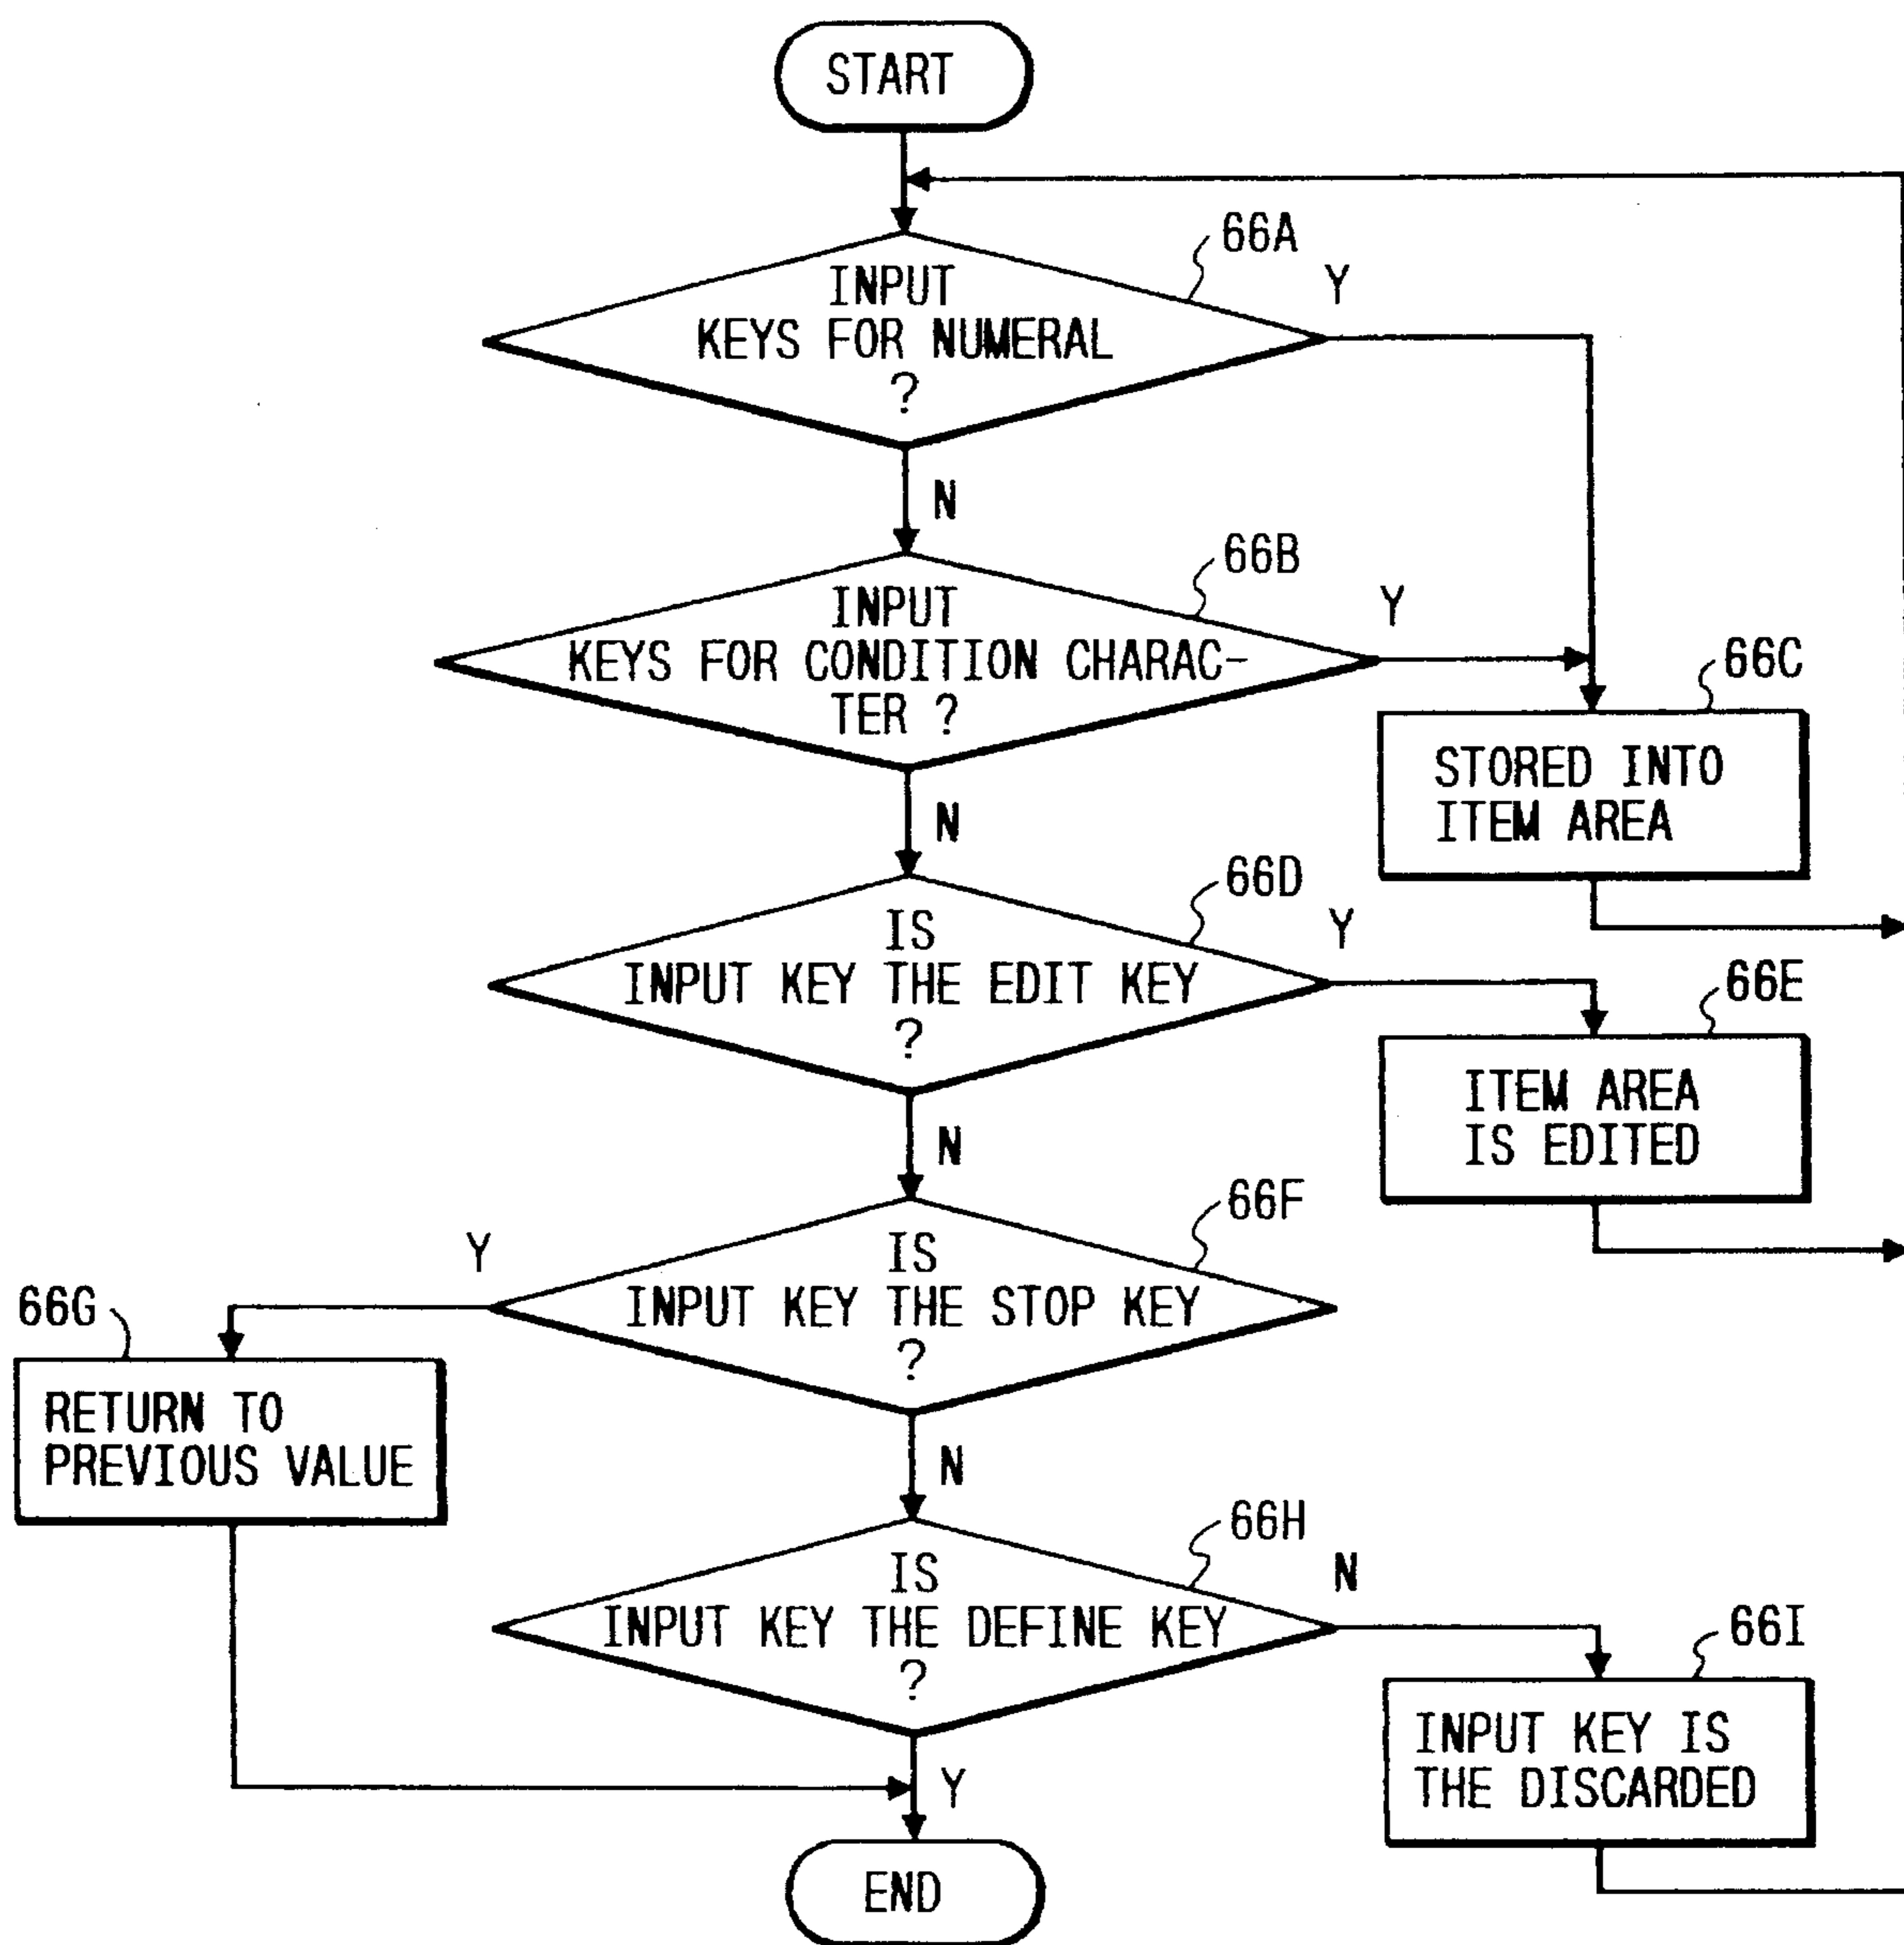 START
66A
INPUT
KEYS FOR NUMERAL
?
Y
N
66B
INPUT
KEYS FOR CONDITION CHARAC-
TER ?
Y
66C
STORED INTO
ITEM AREA
N
66D
IS
INPUT KEY THE EDIT KEY
?
Y
66E
ITEM AREA
IS EDITED
N
66F
IS
INPUT KEY THE STOP KEY
?
Y
66G
RETURN TO
PREVIOUS VALUE
N
66H
IS
INPUT KEY THE DEFINE KEY
?
N
66I
INPUT KEY IS
THE DISCARDED
Y
END